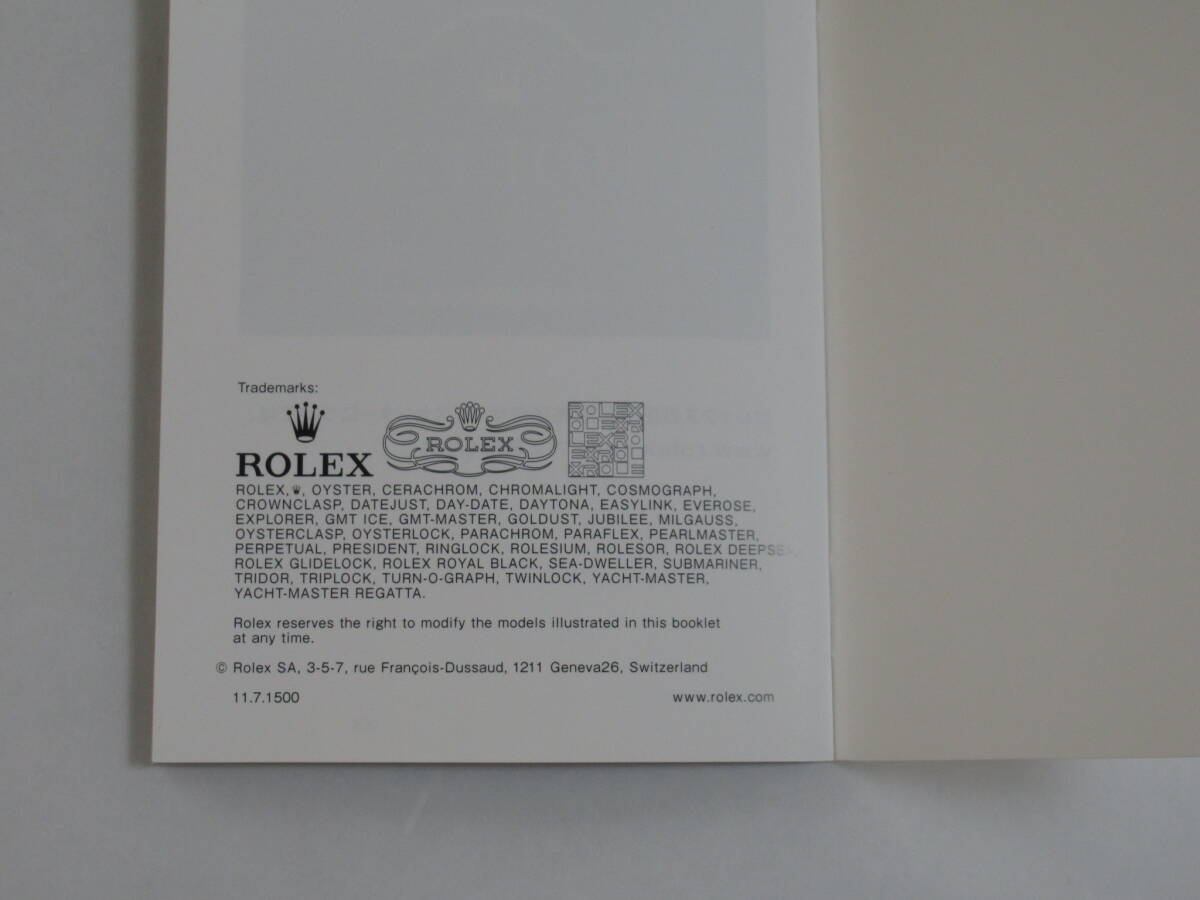 Trademarks:
ROLEX
ROLEX
ROLEX
ROLEX, OYSTER, CERACHROM, CHROMALIGHT, COSMOGRAPH,
CROWNCLASP, DATEJUST, DAY-DATE, DAYTONA, EASYLINK, EVEROSE,
EXPLORER, GMT ICE, GMT-MASTER, GOLDUST, JUBILEE, MILGAUSS,
OYSTERCLASP, OYSTERLOCK, PARACHROM, PARAFLEX, PEARLMASTER,
PERPETUAL, PRESIDENT, RINGLOCK, ROLESIUM, ROLESOR, ROLEX DEEPSEA,
ROLEX GLIDELOCK, ROLEX ROYAL BLACK, SEA-DWELLER, SUBMARINER,
TRIDOR, TRIPLOCK, TURN-O-GRAPH, TWINLOCK, YACHT-MASTER,
YACHT-MASTER REGATTA.
Rolex reserves the right to modify the models illustrated in this booklet
at any time.
© Rolex SA, 3-5-7, rue François-Dussaud, 1211 Geneva26, Switzerland
11.7.1500
www.rolex.com